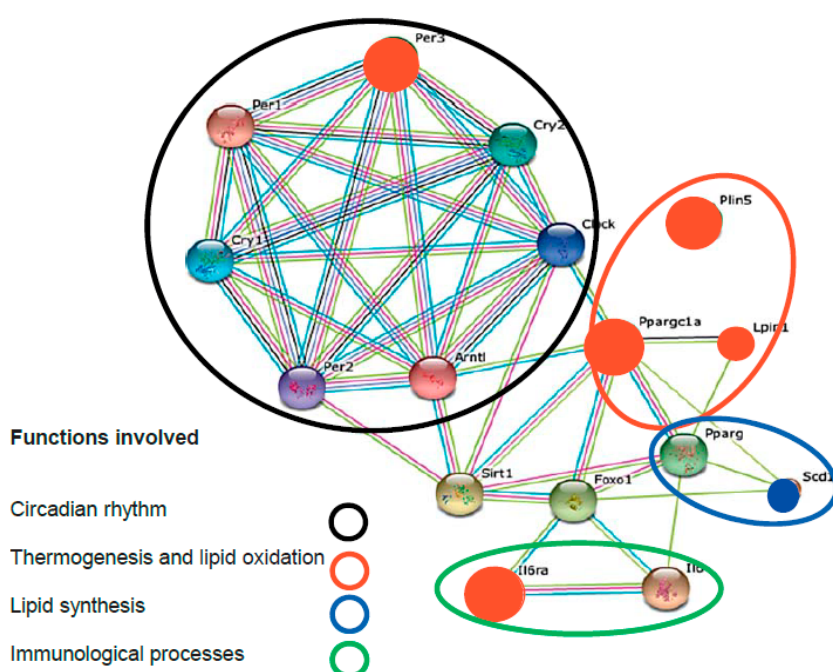 Per3
Per1
Cry2
Plin5
Cry1
Clock
Ppargc1a
Lpin1
Per2
Arntl
Functions involved
Pparg
Sirt1
Foxo1
Scd1
Circadian rhythm
Thermogenesis and lipid oxidation
Il6ra
Lipid synthesis
Immunological processes